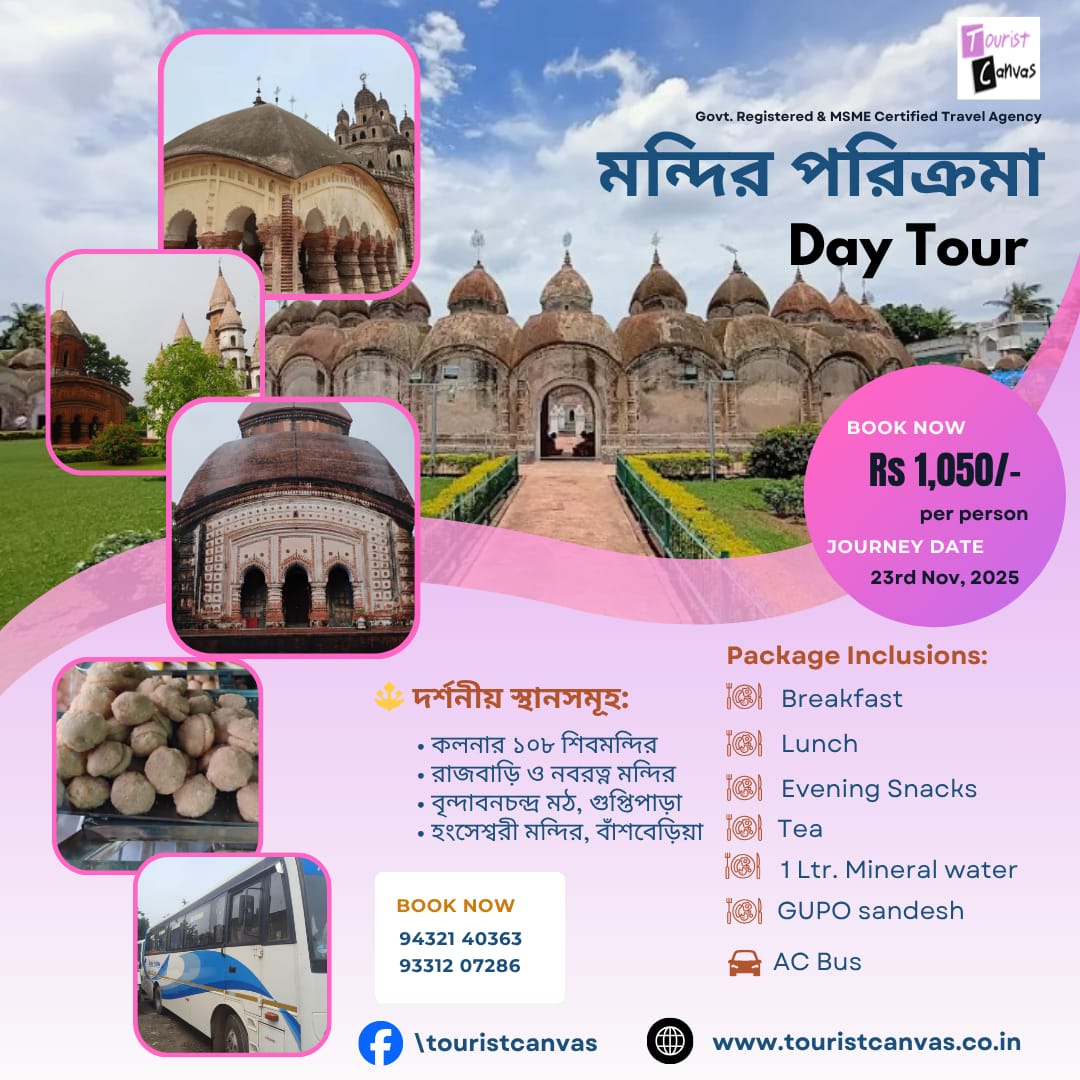 Tourist
Canvas
Govt. Registered & MSME Certified Travel Agency
মন্দির পরিক্রমা
Day Tour
BOOK NOW
Rs 1,050/-
per person
JOURNEY DATE
23rd Nov, 2025
দর্শনীয় স্থানসমূহ:
• কলনার ১০৮ শিবমন্দির
• রাজবাড়ি ও নবরত্ন মন্দির
• বৃন্দাবনচন্দ্র মঠ, গুপ্তিপাড়া
• হংসেশ্বরী মন্দির, বাঁশবেড়িয়া
Package Inclusions:
Breakfast
Lunch
Evening Snacks
Tea
1 Ltr. Mineral water
GUPO sandesh
AC Bus
BOOK NOW
94321 40363
93312 07286
\touristcanvas
www.touristcanvas.co.in